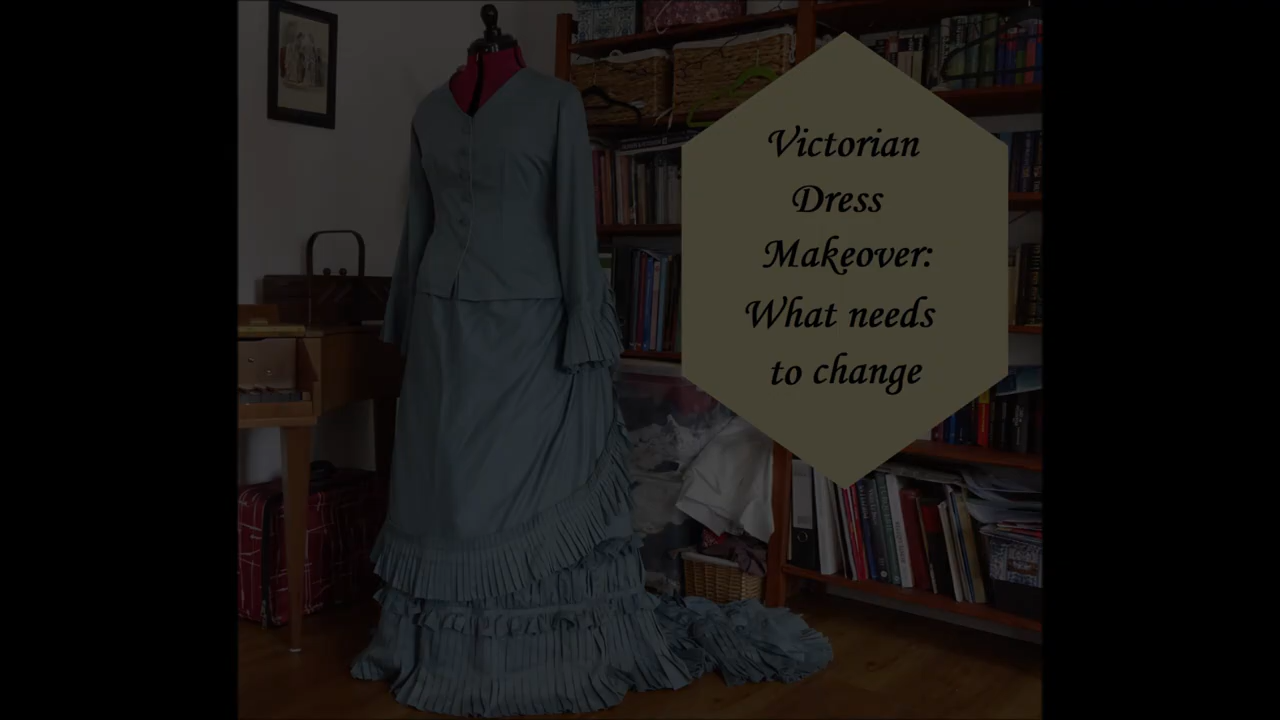 Victorian
Dress
Makeover:
What needs
to change